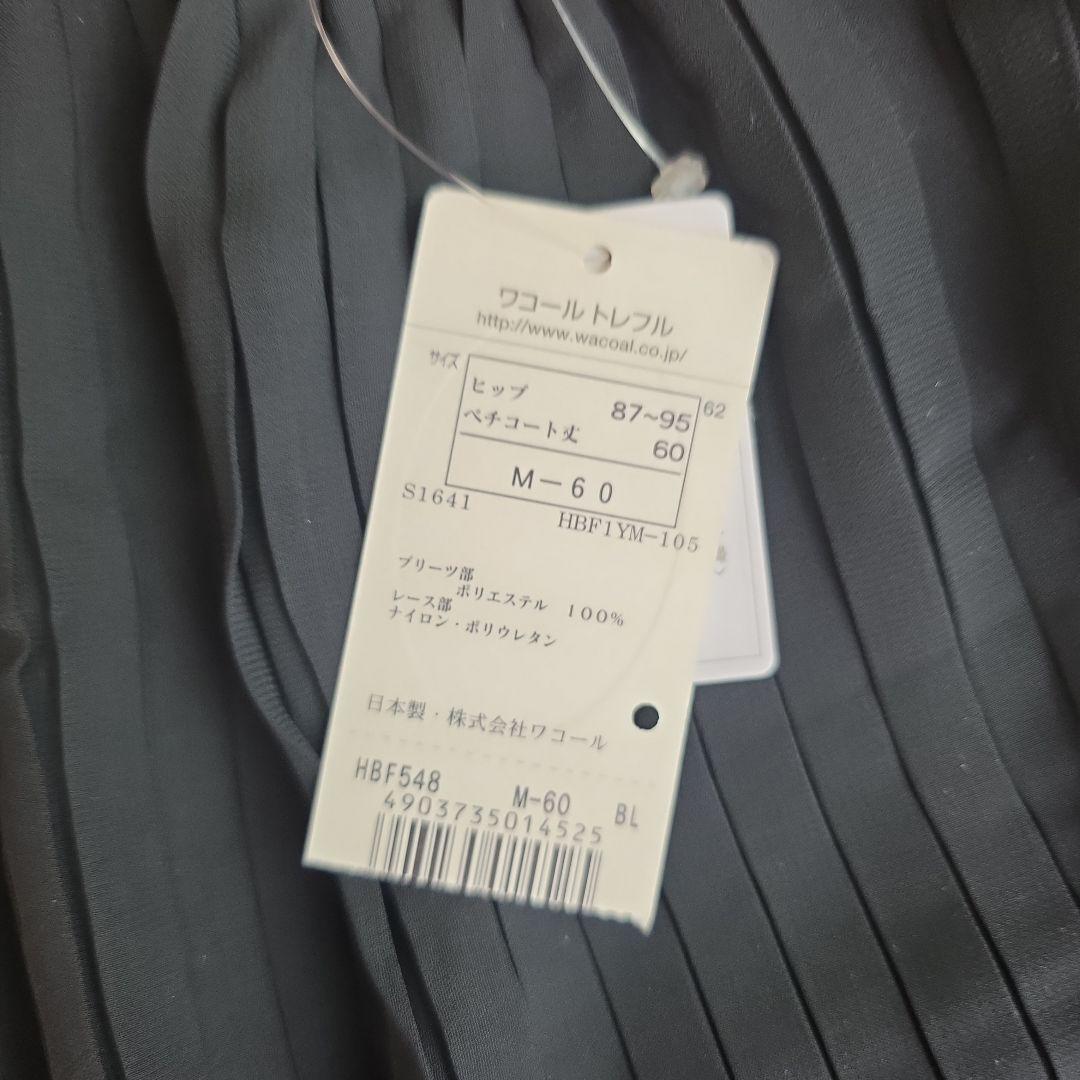 ワコール トレフル
http://www.wacoal.co.jp/
サイズ
ヒップ 87~95 62
ペチコート丈 60
M－60
S1641 HBF1YM-105
プリーツ部
ポリエステル 100%
レース部
ナイロン・ポリウレタン
日本製・株式会社ワコール
HBF548 M-60 BL
4903735014525